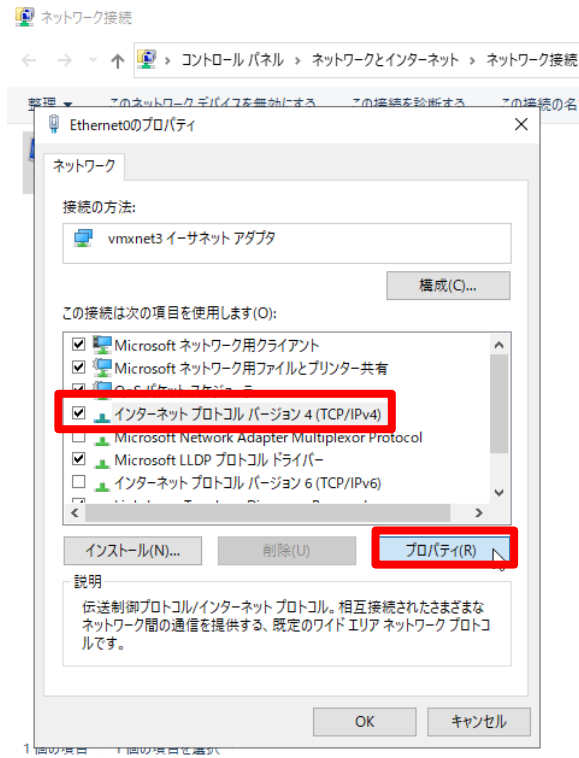 ネットワーク接続
コントロール パネル › ネットワークとインターネット › ネットワーク接続
整理 このネットワーク デバイスを無効にする この接続を診断する この接続の名
Ethernet0のプロパティ
ネットワーク
接続の方法:
vmxnet3 イーサネット アダプタ
構成(C)...
この接続は次の項目を使用します(O):
Microsoft ネットワーク用クライアント
Microsoft ネットワーク用ファイルとプリンター共有
QoS パケット スケジューラ
インターネット プロトコル バージョン 4 (TCP/IPv4)
Microsoft Network Adapter Multiplexor Protocol
Microsoft LLDP プロトコル ドライバー
インターネット プロトコル バージョン 6 (TCP/IPv6)
インストール(N)...
削除(U)
プロパティ(R)
説明
伝送制御プロトコル/インターネット プロトコル。相互接続されたさまざまな
ネットワーク間の通信を提供する、既定のワイド エリア ネットワーク プロトコ
ルです。
OK
キャンセル
1 個の項目 1 個の項目を選択